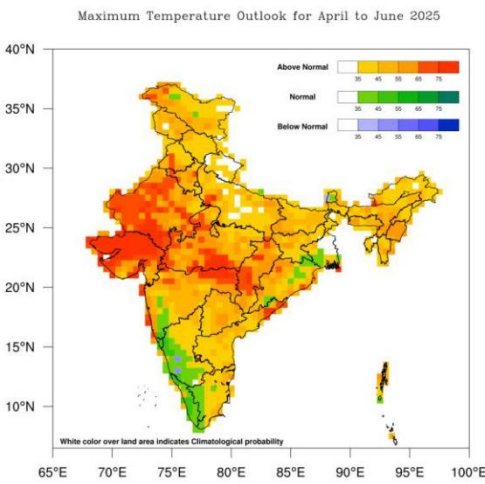 Maximum Temperature Outlook for April to June 2025
40°N
Above Normal
35 45 55 65 75
35°N
Normal
35 45 55 65 75
Below Normal
35 45 55 65 75
30°N
25°N
20°N
15°N
10°N
White color over land area indicates Climatological probability
65°E 70°E 75°E 80°E 85°E 90°E 95°E 100°E